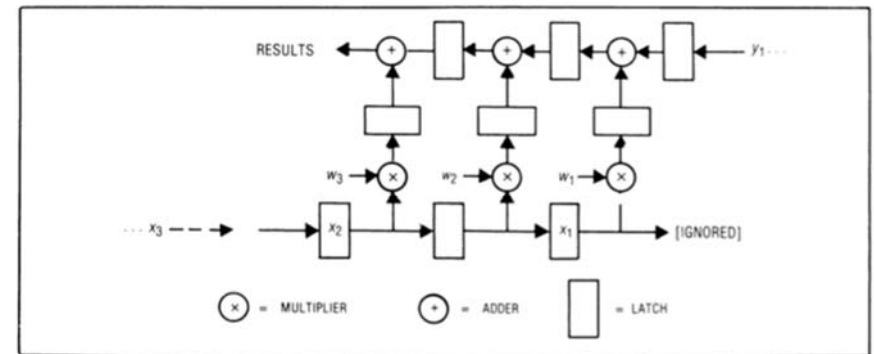 RESULTS + + + y₁ · · ·
w₃ × w₂ × w₁ ×
· · · x₃ x₂ x₁ [IGNORED]
× = MULTIPLIER + = ADDER = LATCH